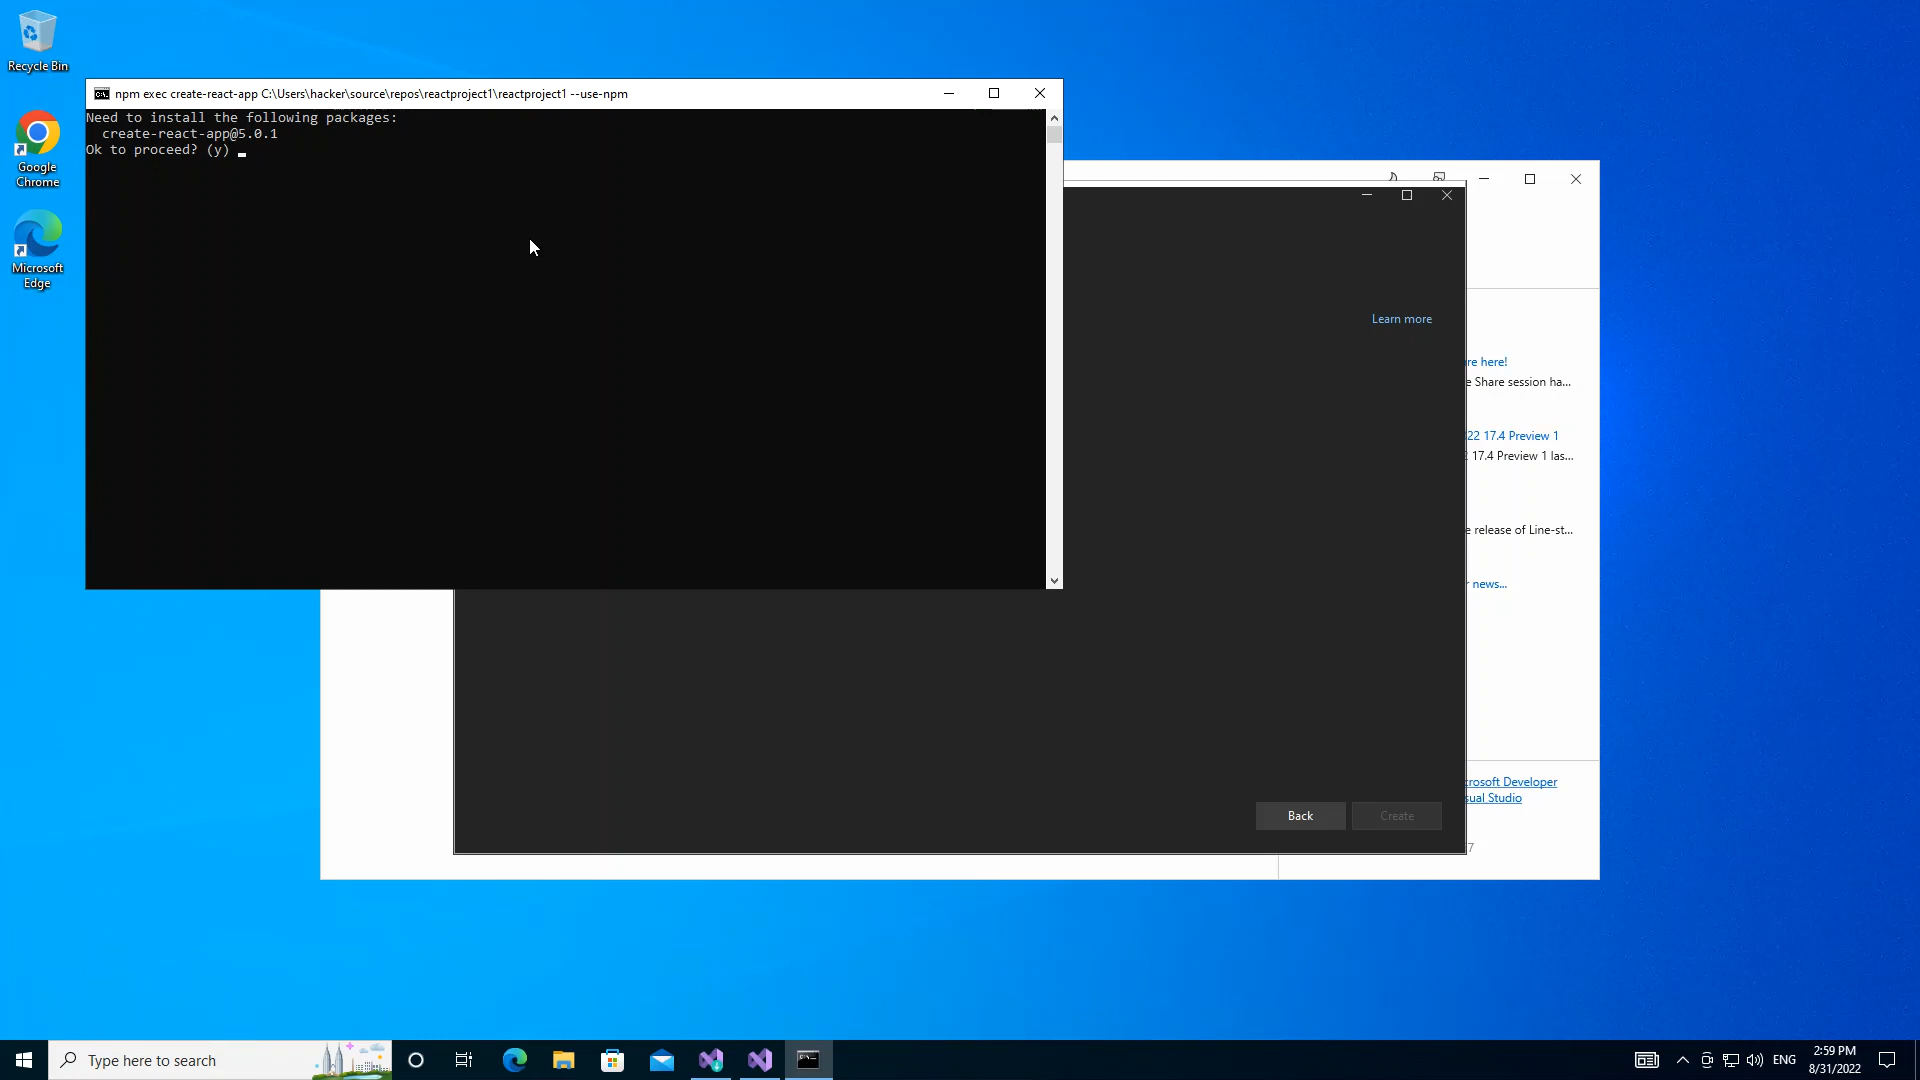 Recycle Bin
Google
Chrome
Microsoft
Edge
npm exec create-react-app C:\Users\hacker\source\repos\reactproject1\reactproject1 --use-npm
Need to install the following packages:
  create-react-app@5.0.1
Ok to proceed? (y)
Learn more
re here!
e Share session ha...
22 17.4 Preview 1
17.4 Preview 1 las...
e release of Line-st...
r news...
Back
Create
crosoft Developer
sual Studio
7
Type here to search
ENG
2:59 PM
8/31/2022